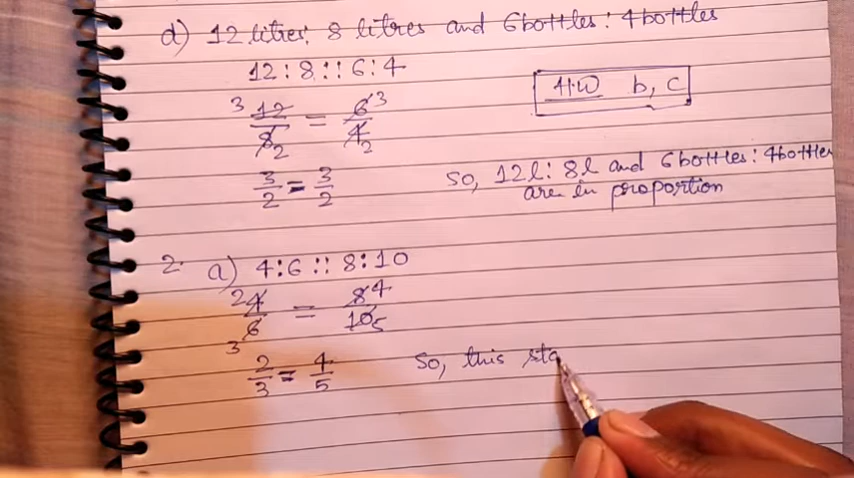 d) 12 litres: 8 litres and 6 bottles: 4 bottles
12 : 8 :: 6 : 4
H.W b, c
3 12/8 2 = 6 3/4 2
3/2 = 3/2
So, 12l: 8l and 6 bottles: 4 bottles
are in proportion
2. a) 4:6 :: 8:10
2 4/6 3 = 8 4/10 5
2/3 = 4/5
So, this sta